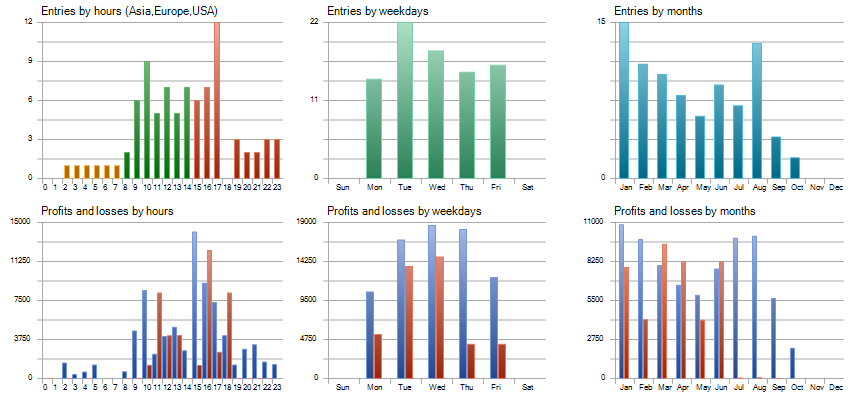 Entries by hours (Asia,Europe,USA)
12
9
6
3
0
0 1 2 3 4 5 6 7 8 9 10 11 12 13 14 15 16 17 18 19 20 21 22 23
Entries by weekdays
22
11
0
Sun Mon Tue Wed Thu Fri Sat
Entries by months
15
0
Jan Feb Mar Apr May Jun Jul Aug Sep Oct Nov Dec
Profits and losses by hours
15000
11250
7500
3750
0
0 1 2 3 4 5 6 7 8 9 10 11 12 13 14 15 16 17 18 19 20 21 22 23
Profits and losses by weekdays
19000
14250
9500
4750
0
Sun Mon Tue Wed Thu Fri Sat
Profits and losses by months
11000
8250
5500
2750
0
Jan Feb Mar Apr May Jun Jul Aug Sep Oct Nov Dec